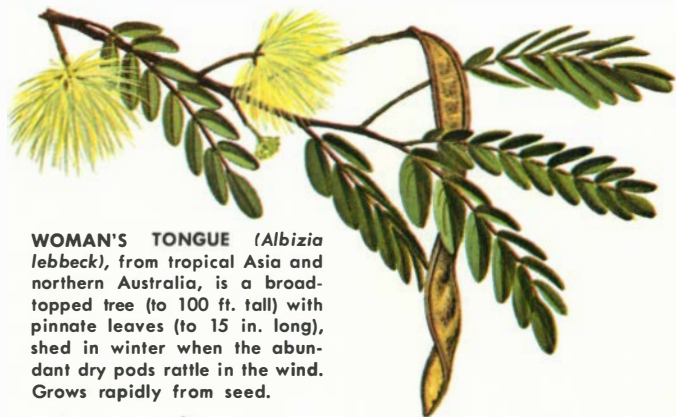 WOMAN'S TONGUE (Albizia
lebbeck), from tropical Asia and
northern Australia, is a broad-
topped tree (to 100 ft. tall) with
pinnate leaves (to 15 in. long),
shed in winter when the abun-
dant dry pods rattle in the wind.
Grows rapidly from seed.